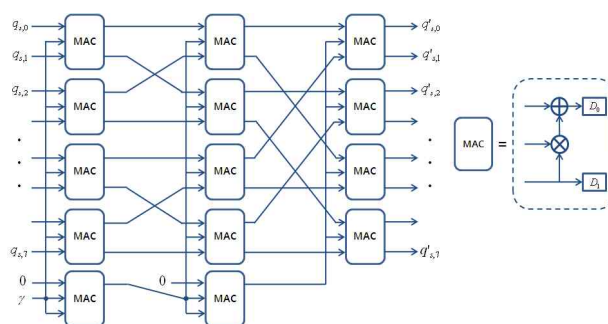 q_{s,0} MAC MAC MAC q'_{s,0}
q_{s,1} q'_{s,1}
q_{s,2} MAC MAC MAC q'_{s,2}
MAC = D_0
MAC MAC MAC
D_1
MAC MAC MAC
q_{s,7} q'_{s,7}
0 0
γ MAC MAC